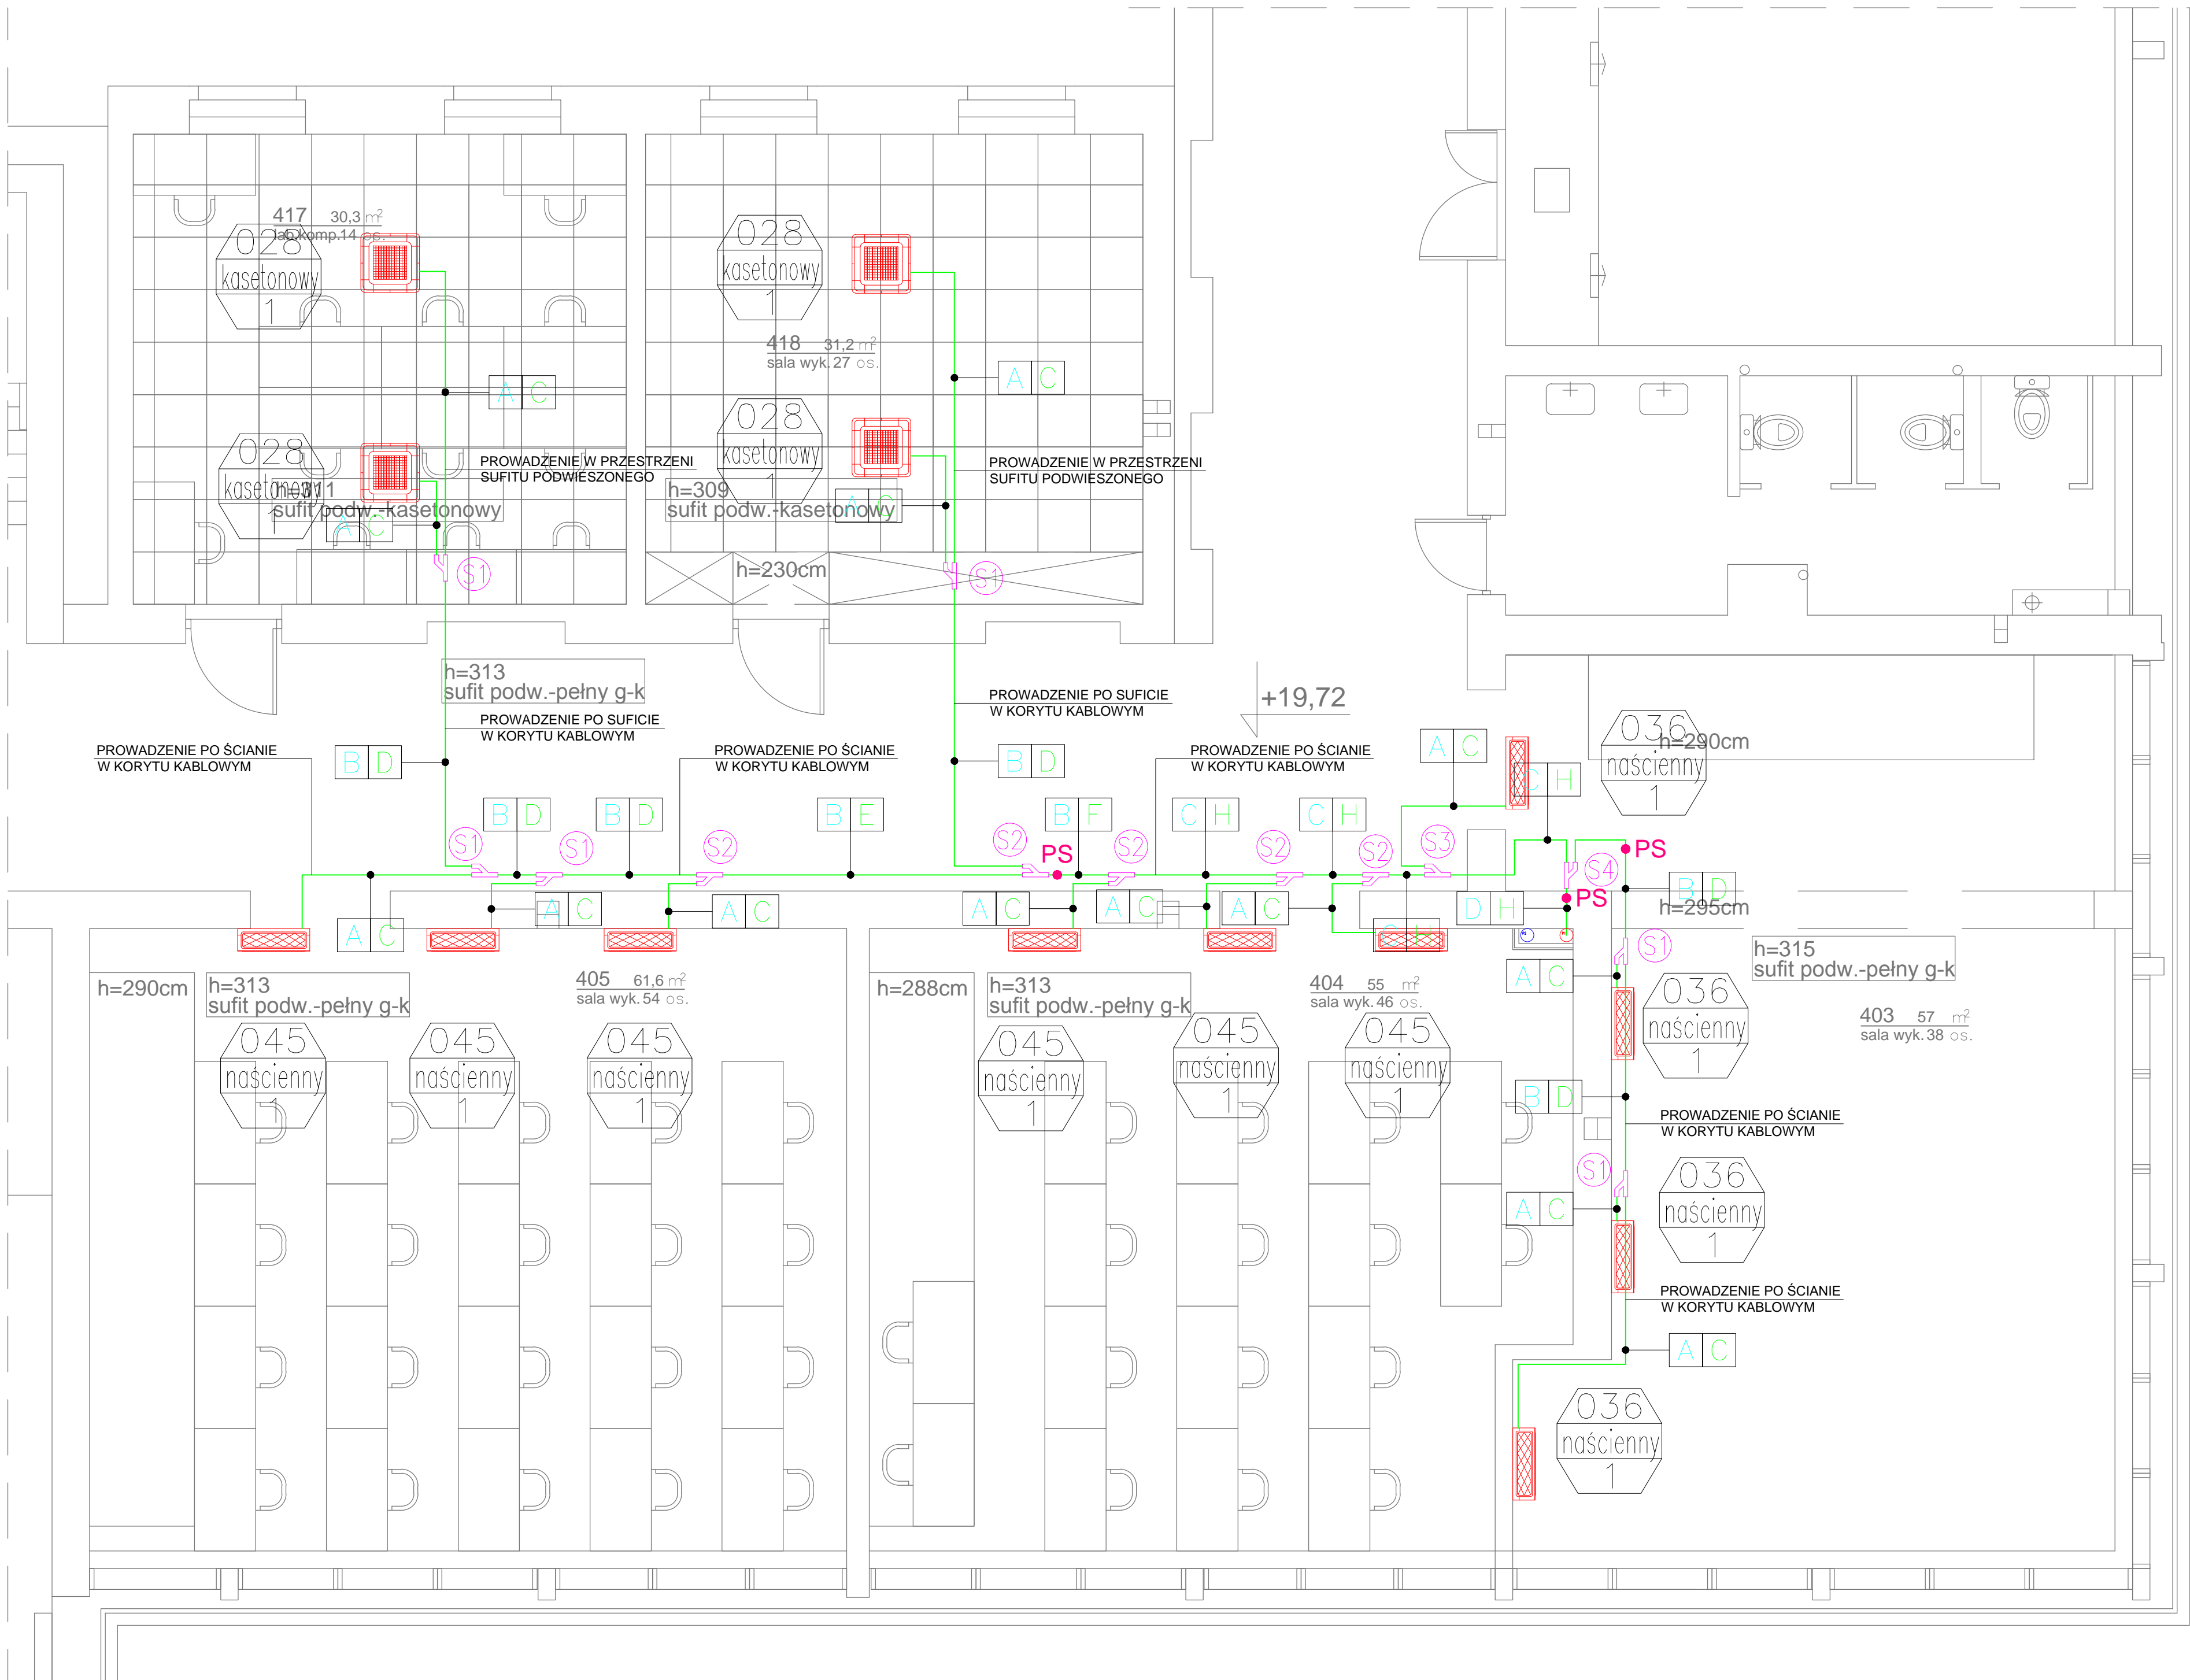 417 30,3 m²
lab.komp.14 os.
028
kasetonowy
1
028
kasetonowy
1
418 31,2 m²
sala wyk. 27 os.
A C
A C
028
kasetonowy
1
028
kasetonowy
1
PROWADZENIE W PRZESTRZENI
SUFITU PODWIESZONEGO
PROWADZENIE W PRZESTRZENI
SUFITU PODWIESZONEGO
h=311
sufit podw.-kasetonowy
A C
h=309
sufit podw.-kasetonowy
A C
S1
h=230cm
S1
h=313
sufit podw.-pełny g-k
PROWADZENIE PO SUFICIE
W KORYTU KABLOWYM
PROWADZENIE PO SUFICIE
W KORYTU KABLOWYM
+19,72
PROWADZENIE PO ŚCIANIE
W KORYTU KABLOWYM
B D
PROWADZENIE PO ŚCIANIE
W KORYTU KABLOWYM
B D
PROWADZENIE PO ŚCIANIE
W KORYTU KABLOWYM
A C
036
naścienny
1
h=290cm
C H
B D
B D
B E
B F
C H
C H
S1
S1
S2
S2
PS
S2
S2
S2
S3
S4
PS
PS
B D
h=295cm
A C
A C
A C
A C
A C
A C
C H
D H
h=290cm
h=313
sufit podw.-pełny g-k
405 61,6 m²
sala wyk. 54 os.
h=288cm
h=313
sufit podw.-pełny g-k
404 55 m²
sala wyk. 46 os.
S1
A C
h=315
sufit podw.-pełny g-k
403 57 m²
sala wyk. 38 os.
045
naścienny
1
045
naścienny
1
045
naścienny
1
045
naścienny
1
045
naścienny
1
045
naścienny
1
036
naścienny
1
B D
PROWADZENIE PO ŚCIANIE
W KORYTU KABLOWYM
S1
A C
036
naścienny
1
PROWADZENIE PO ŚCIANIE
W KORYTU KABLOWYM
A C
036
naścienny
1